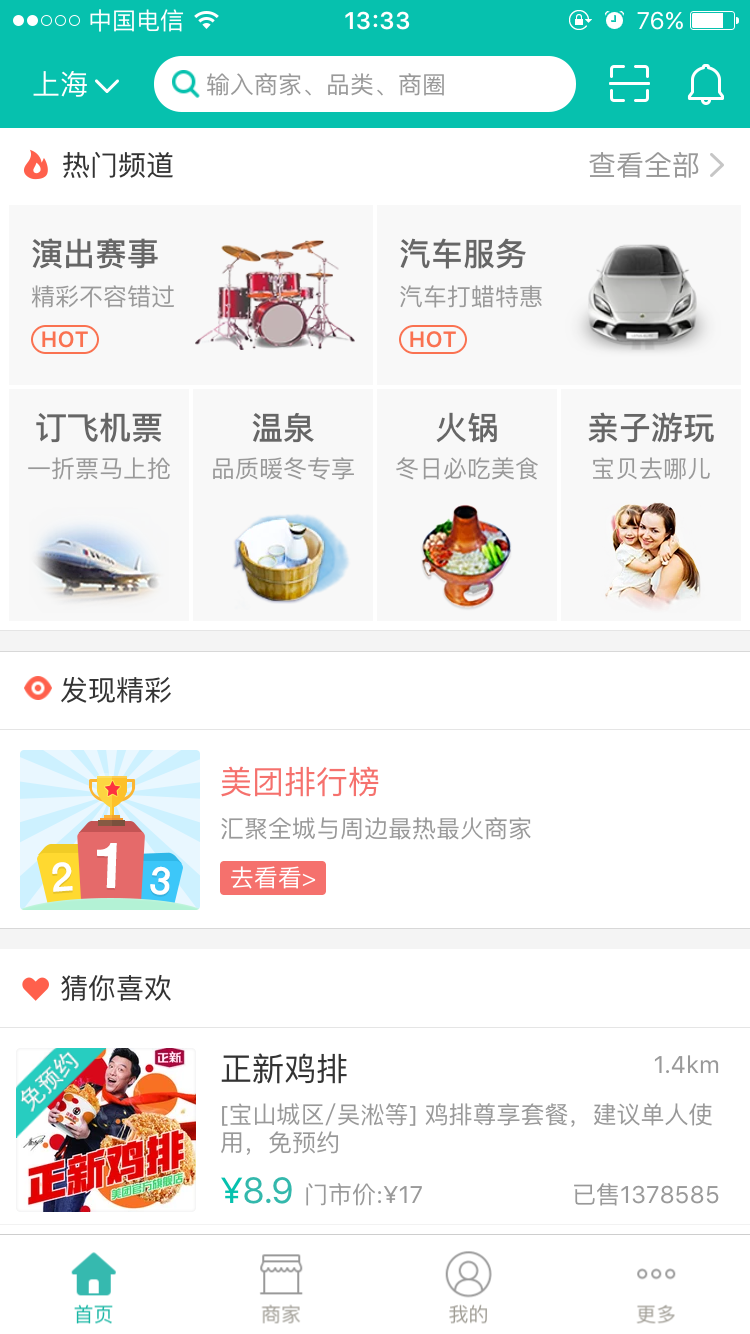 中国电信 13:33 76%
上海 输入商家、品类、商圈
热门频道 查看全部
演出赛事 汽车服务
精彩不容错过 汽车打蜡特惠
HOT HOT
订飞机票 温泉 火锅 亲子游玩
一折票马上抢 品质暖冬专享 冬日必吃美食 宝贝去哪儿
发现精彩
美团排行榜
汇聚全城与周边最热最火商家
去看看>
2 1 3
猜你喜欢
免预约 正新
正新鸡排 1.4km
[宝山城区/吴淞等] 鸡排尊享套餐，建议单人使
用，免预约
正新鸡排
美团官方旗舰店
¥8.9 门市价:¥17 已售1378585
首页 商家 我的 更多